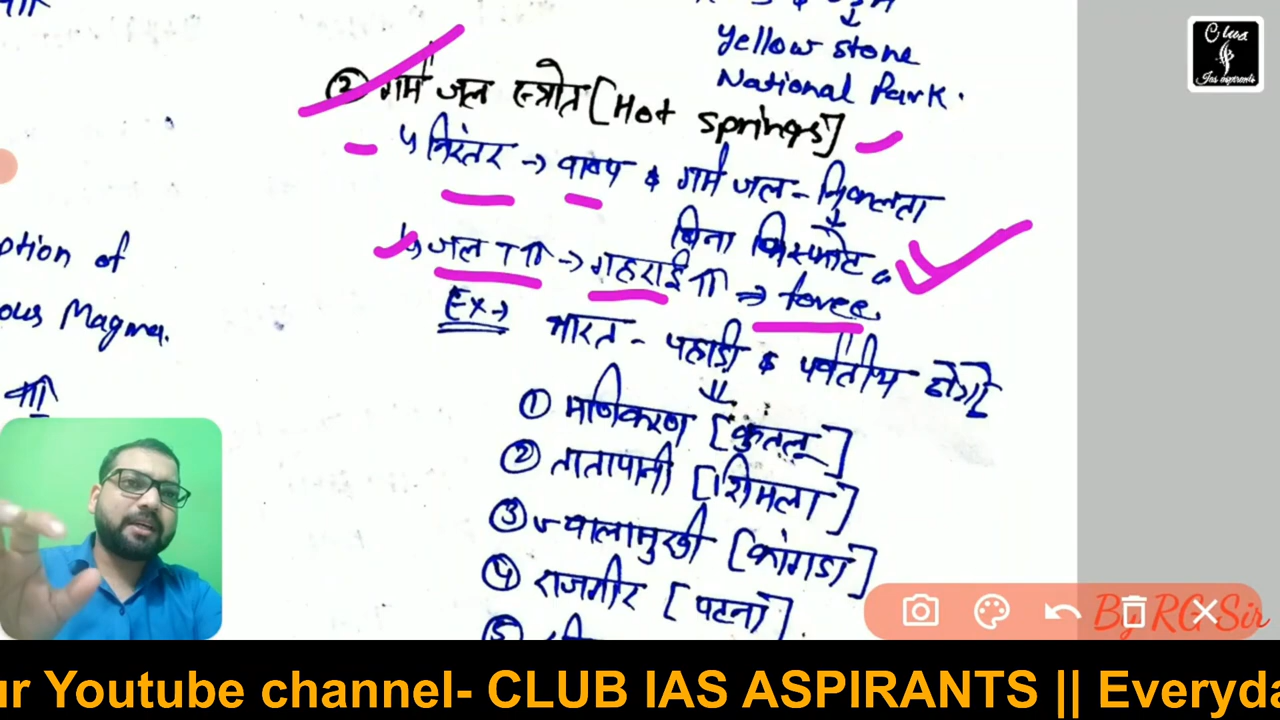 yellow stone
National Park.
② गर्म जल स्त्रोत [Hot springs]
↳ निरंतर → वाष्प & गर्म जल - निकलता
बिना विस्फोट
↳ जल → गहराई ⇒ force
Ex → भारत - पहाडी & पर्वतीय क्षेत्रो
① मणिकरण [कुल्लू]
② तातापानी [शिमला]
③ ज्वालामुखी [कांगडा]
④ राजगीर [पटना]
⑤
ption of
ous Magma.
की
Club
Ias aspirants
By RG Sir
ur Youtube channel- CLUB IAS ASPIRANTS || Everyda